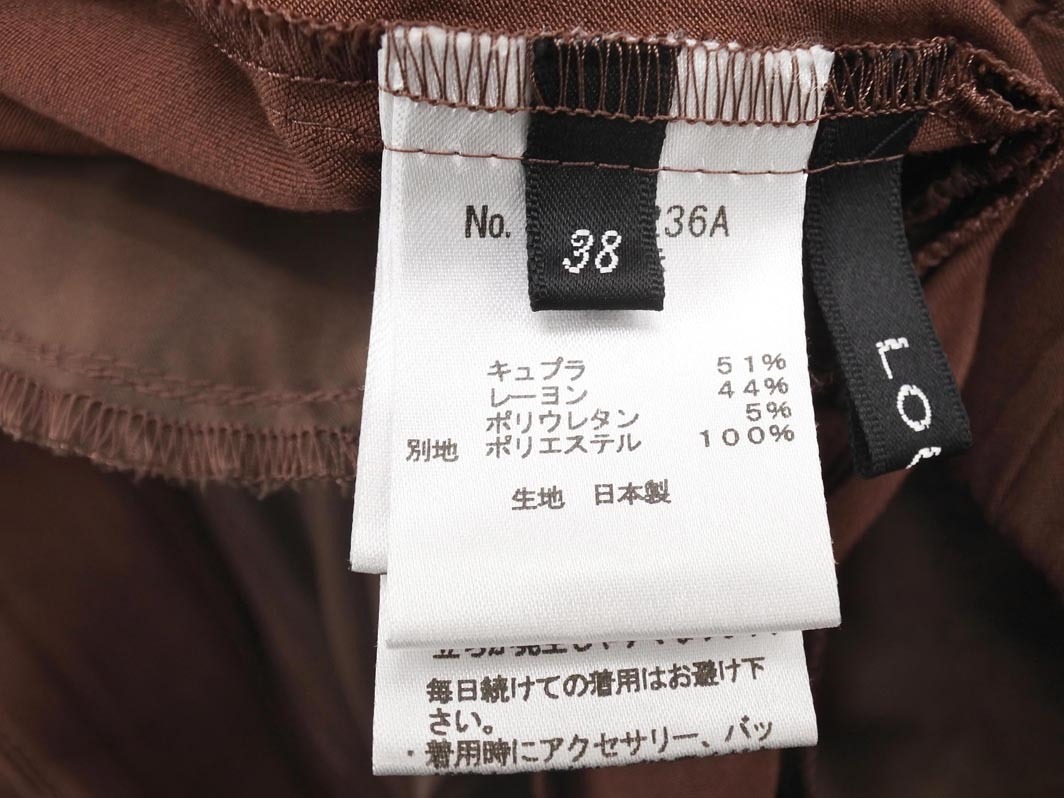 No. 236A
38
キュプラ 51%
レーヨン 44%
ポリウレタン 5%
別地 ポリエステル 100%
生地 日本製
毎日続けての着用はお避け下
さい。
・着用時にアクセサリー、バッ
LO